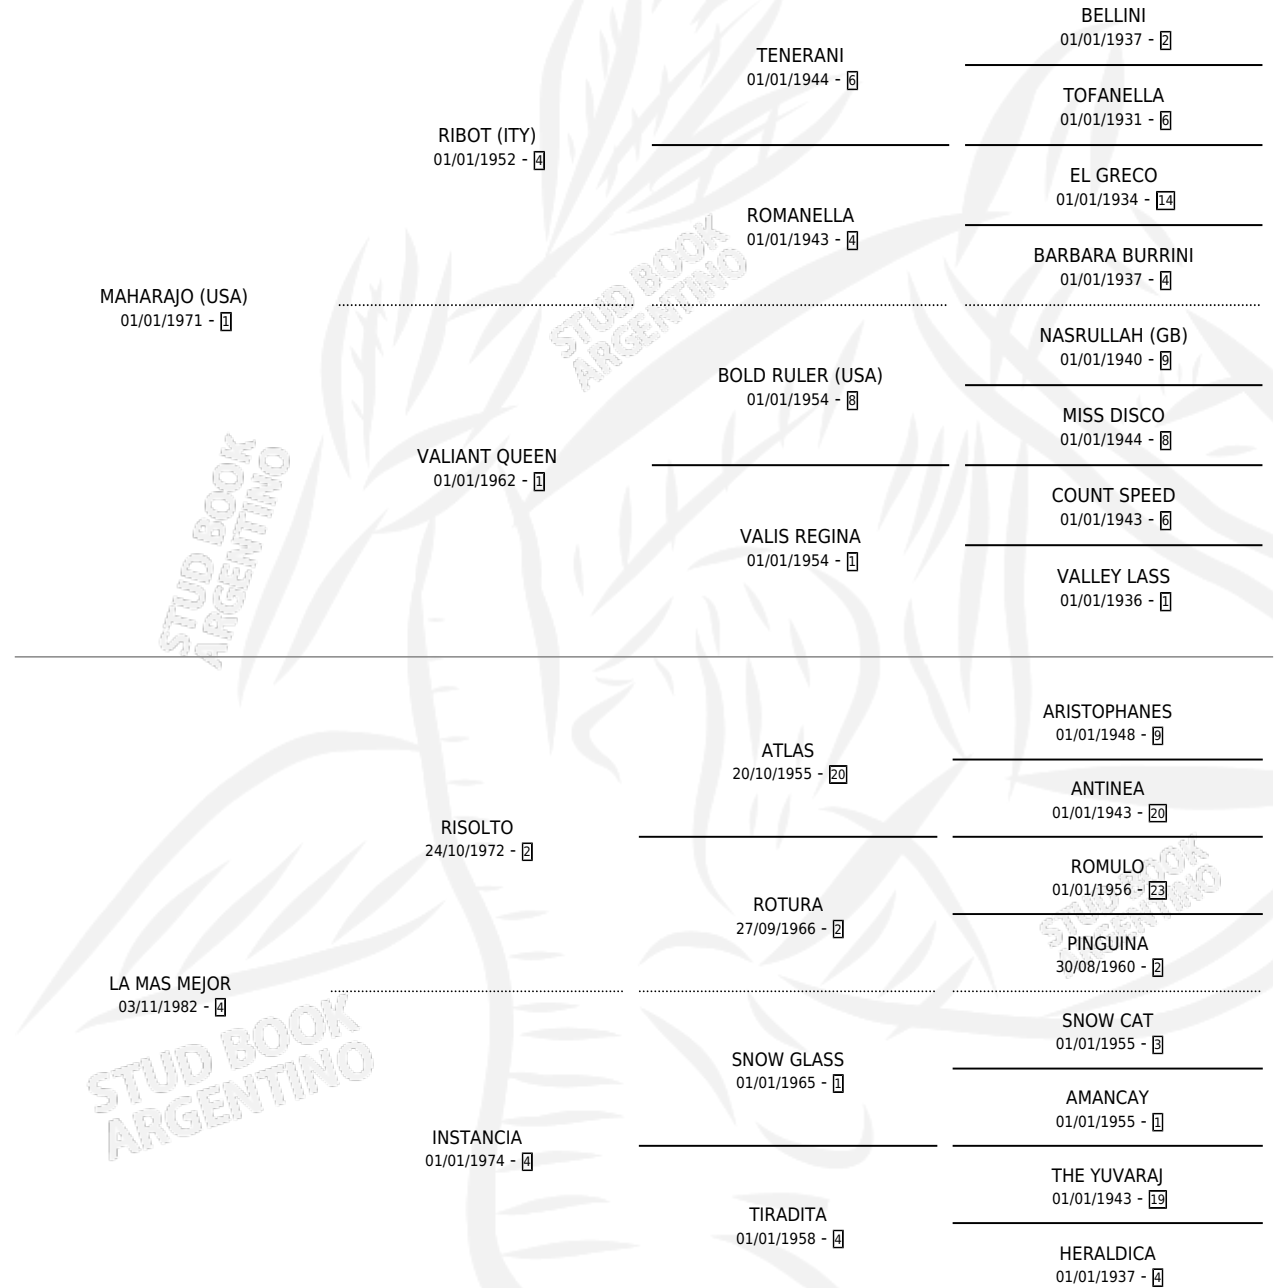 BELLINI
01/01/1937 - 2
TENERANI
01/01/1944 - 6
TOFANELLA
01/01/1931 - 6
RIBOT (ITY)
01/01/1952 - 4
EL GRECO
01/01/1934 - 14
ROMANELLA
01/01/1943 - 4
BARBARA BURRINI
01/01/1937 - 4
MAHARAJO (USA)
01/01/1971 - 1
STUD BOOK
ARGENTINO
NASRULLAH (GB)
01/01/1940 - 9
BOLD RULER (USA)
01/01/1954 - 8
MISS DISCO
01/01/1944 - 8
VALIANT QUEEN
01/01/1962 - 1
COUNT SPEED
01/01/1943 - 6
VALIS REGINA
01/01/1954 - 1
VALLEY LASS
01/01/1936 - 1
STUD BOOK
ARGENTINO
ARISTOPHANES
01/01/1948 - 9
ATLAS
20/10/1955 - 20
ANTINEA
01/01/1943 - 20
RISOLTO
24/10/1972 - 2
ROMULO
01/01/1956 - 23
ROTURA
27/09/1966 - 2
STUD BOOK
ARGENTINO
PINGUINA
30/08/1960 - 2
LA MAS MEJOR
03/11/1982 - 4
SNOW CAT
01/01/1955 - 3
SNOW GLASS
01/01/1965 - 1
STUD BOOK
ARGENTINO
AMANCAY
01/01/1955 - 1
INSTANCIA
01/01/1974 - 4
THE YUVARAJ
01/01/1943 - 19
TIRADITA
01/01/1958 - 4
HERALDICA
01/01/1937 - 4